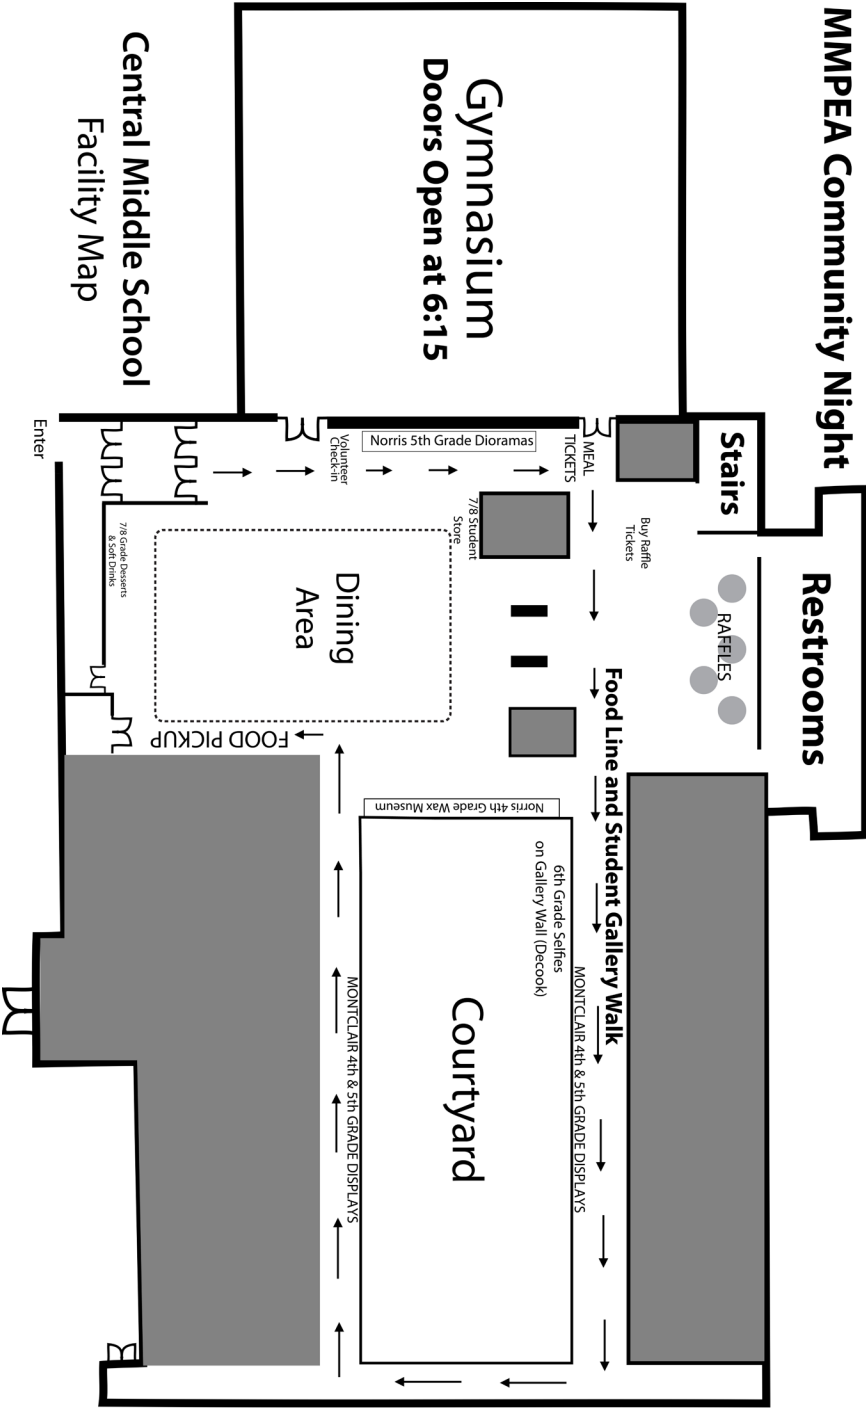 MMPEA Community Night
Gymnasium
Doors Open at 6:15
Central Middle School
Facility Map
Stairs
Restrooms
Buy Raffle
Tickets
RAFFLES
MEAL
TICKETS
Norris 5th Grade Dioramas
Volunteer
Check-in
Enter
7/8 Student
Store
Dining
Area
7/8 Grade Desserts
& Soft Drinks
FOOD PICKUP
Food Line and Student Gallery Walk
Norris 4th Grade Wax Museum
6th Grade Selfies
on Gallery Wall (Decook)
MONTCLAIR 4th & 5th GRADE DISPLAYS
Courtyard
MONTCLAIR 4th & 5th GRADE DISPLAYS